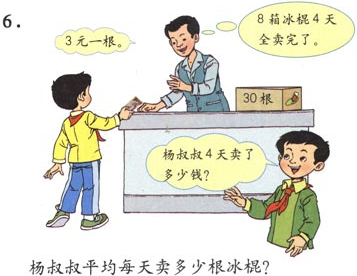 6.
3元一根。
8箱冰棍4天
全卖完了。
30根
杨叔叔4天卖了
多少钱?
杨叔叔平均每天卖多少根冰棍?